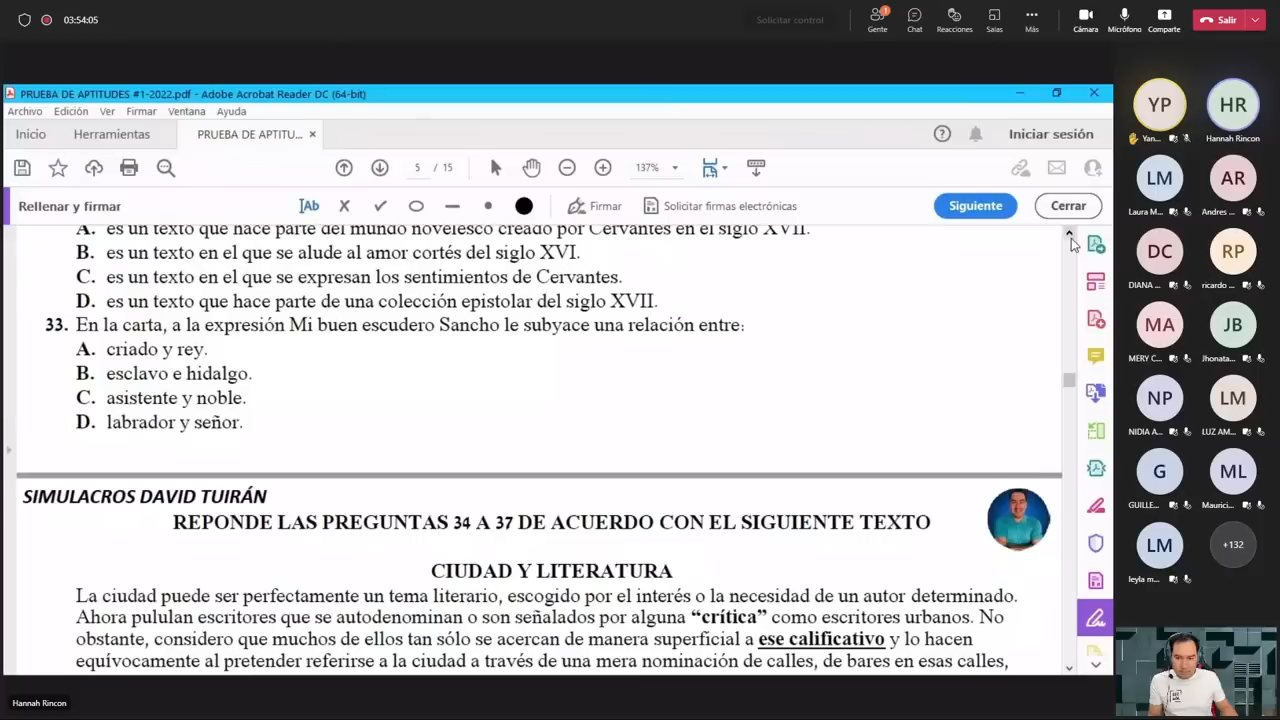 03:54:05
Solicitar control
1
Gente
Chat
Reacciones
Salas
Más
Cámara
Micrófono
Comparte
Salir
PRUEBA DE APTITUDES #1-2022.pdf - Adobe Acrobat Reader DC (64-bit)
Archivo Edición Ver Firmar Ventana Ayuda
Inicio Herramientas PRUEBA DE APTITU... Iniciar sesión
5 / 15 137%
Rellenar y firmar Ab Firmar Solicitar firmas electrónicas Siguiente Cerrar
A. es un texto que hace parte del mundo novelesco creado por Cervantes en el siglo XVII.
B. es un texto en el que se alude al amor cortés del siglo XVI.
C. es un texto en el que se expresan los sentimientos de Cervantes.
D. es un texto que hace parte de una colección epistolar del siglo XVII.
33. En la carta, a la expresión Mi buen escudero Sancho le subyace una relación entre:
A. criado y rey.
B. esclavo e hidalgo.
C. asistente y noble.
D. labrador y señor.
SIMULACROS DAVID TUIRÁN
REPONDE LAS PREGUNTAS 34 A 37 DE ACUERDO CON EL SIGUIENTE TEXTO
CIUDAD Y LITERATURA
La ciudad puede ser perfectamente un tema literario, escogido por el interés o la necesidad de un autor determinado.
Ahora pululan escritores que se autodenominan o son señalados por alguna “crítica” como escritores urbanos. No
obstante, considero que muchos de ellos tan sólo se acercan de manera superficial a ese calificativo y lo hacen
equívocamente al pretender referirse a la ciudad a través de una mera nominación de calles, de bares en esas calles,
YP HR
Yan... Hannah Rincon
LM AR
Laura M... Andres ...
DC RP
DIANA ... ricardo ...
MA JB
MERY C... Jhonata...
NP LM
NIDIA A... LUZ AM...
G ML
GUILLE... Maurici...
LM +132
leyla m...
Hannah Rincon